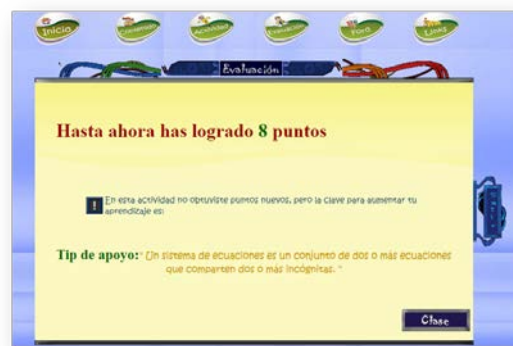 Inicio Contenido Actividad Evaluación Foro Links
Evaluación
Hasta ahora has logrado 8 puntos
! En esta actividad no obtuviste puntos nuevos, pero la clave para aumentar tu
aprendizaje es:
Tip de apoyo:" Un sistema de ecuaciones es un conjunto de dos o más ecuaciones
que comparten dos o más incógnitas. "
Clase